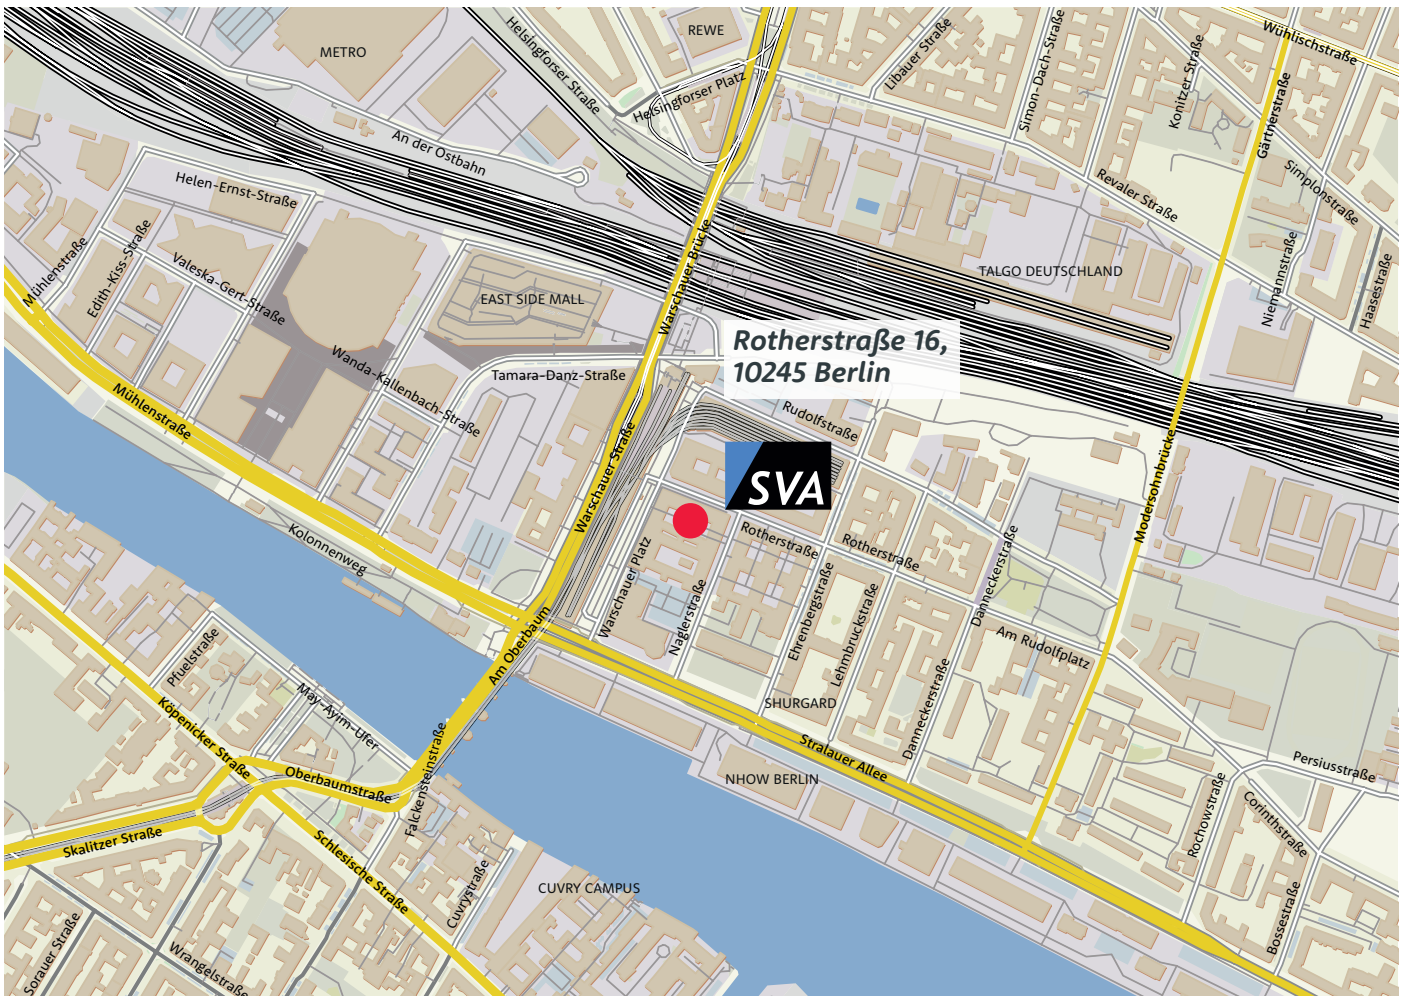 Wühlischstraße
REWE
METRO
Helsingforser Straße
Libauer Straße
Simon-Dach-Straße
Konitzer Straße
Gärtnerstraße
Helsingforser Platz
An der Ostbahn
Helen-Ernst-Straße
Revaler Straße
Simplonstraße
Mühlenstraße
Edith-Kiss-Straße
Valeska-Gert-Straße
Warschauer Brücke
TALGO DEUTSCHLAND
Niemannstraße
Haasestraße
EAST SIDE MALL
Rotherstraße 16,
10245 Berlin
Wanda-Kallenbach-Straße
Tamara-Danz-Straße
Mühlenstraße
Rudolfstraße
Warschauer Straße
SVA
Modersohnbrücke
Kolonnenweg
Rotherstraße
Rotherstraße
Warschauer Platz
Naglerstraße
Ehrenbergstraße
Lehmbruckstraße
Danneckerstraße
Am Rudolfplatz
Am Oberbaum
Pfuelstraße
May-Ayim-Ufer
Köpenicker Straße
SHURGARD
Danneckerstraße
Stralauer Allee
NHOW BERLIN
Persiusstraße
Oberbaumstraße
Falckensteinstraße
Rochowstraße
Corinthstraße
Skalitzer Straße
Schlesische Straße
Cuvrystraße
CUVRY CAMPUS
Bossestraße
Sorauer Straße
Wrangelstraße